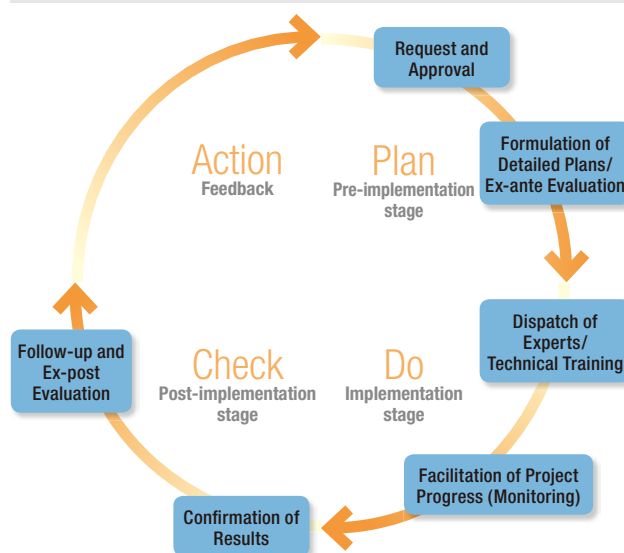 Request and
Approval
Formulation of
Detailed Plans/
Ex-ante Evaluation
Action
Feedback
Plan
Pre-implementation
stage
Dispatch of
Experts/
Technical Training
Follow-up and
Ex-post
Evaluation
Check
Post-implementation
stage
Do
Implementation
stage
Facilitation of Project
Progress (Monitoring)
Confirmation of
Results